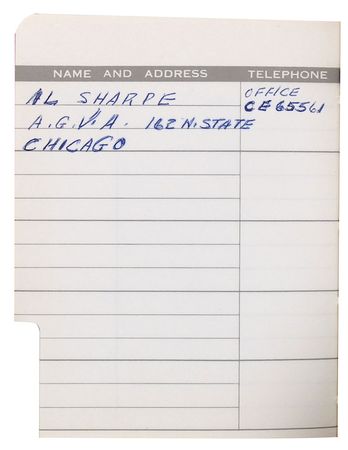 NAME AND ADDRESS TELEPHONE
AL SHARPE OFFICE
CE 65561
A.G.V.A. 162 N. STATE
CHICAGO